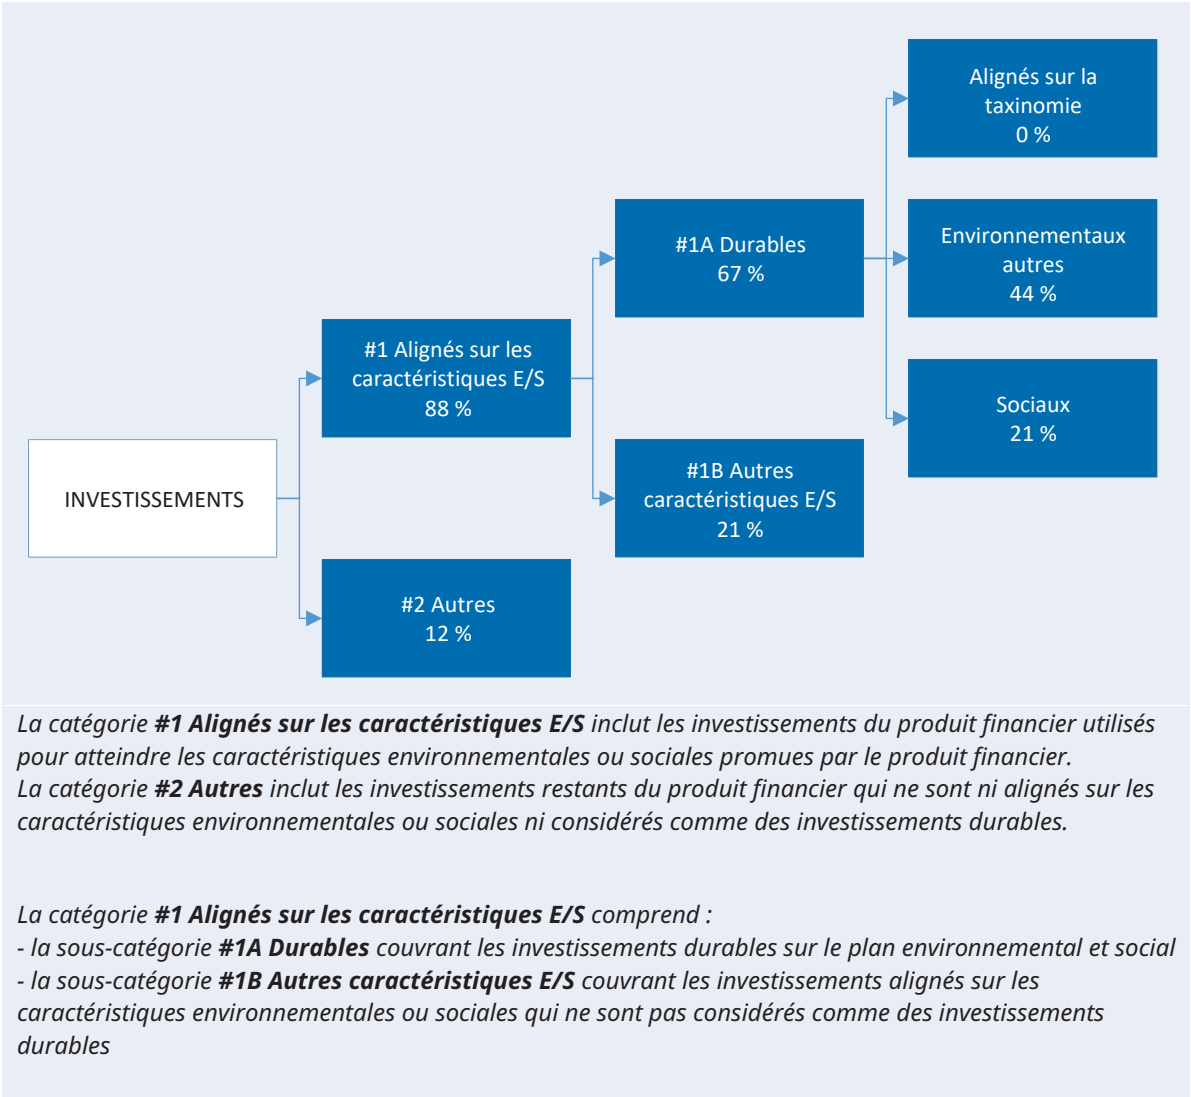 Alignés sur la
taxinomie
0 %
#1A Durables
67 %
Environnementaux
autres
44 %
#1 Alignés sur les
caractéristiques E/S
88 %
Sociaux
21 %
INVESTISSEMENTS
#1B Autres
caractéristiques E/S
21 %
#2 Autres
12 %
La catégorie #1 Alignés sur les caractéristiques E/S inclut les investissements du produit financier utilisés
pour atteindre les caractéristiques environnementales ou sociales promues par le produit financier.
La catégorie #2 Autres inclut les investissements restants du produit financier qui ne sont ni alignés sur les
caractéristiques environnementales ou sociales ni considérés comme des investissements durables.
La catégorie #1 Alignés sur les caractéristiques E/S comprend :
- la sous-catégorie #1A Durables couvrant les investissements durables sur le plan environnemental et social
- la sous-catégorie #1B Autres caractéristiques E/S couvrant les investissements alignés sur les
caractéristiques environnementales ou sociales qui ne sont pas considérés comme des investissements
durables